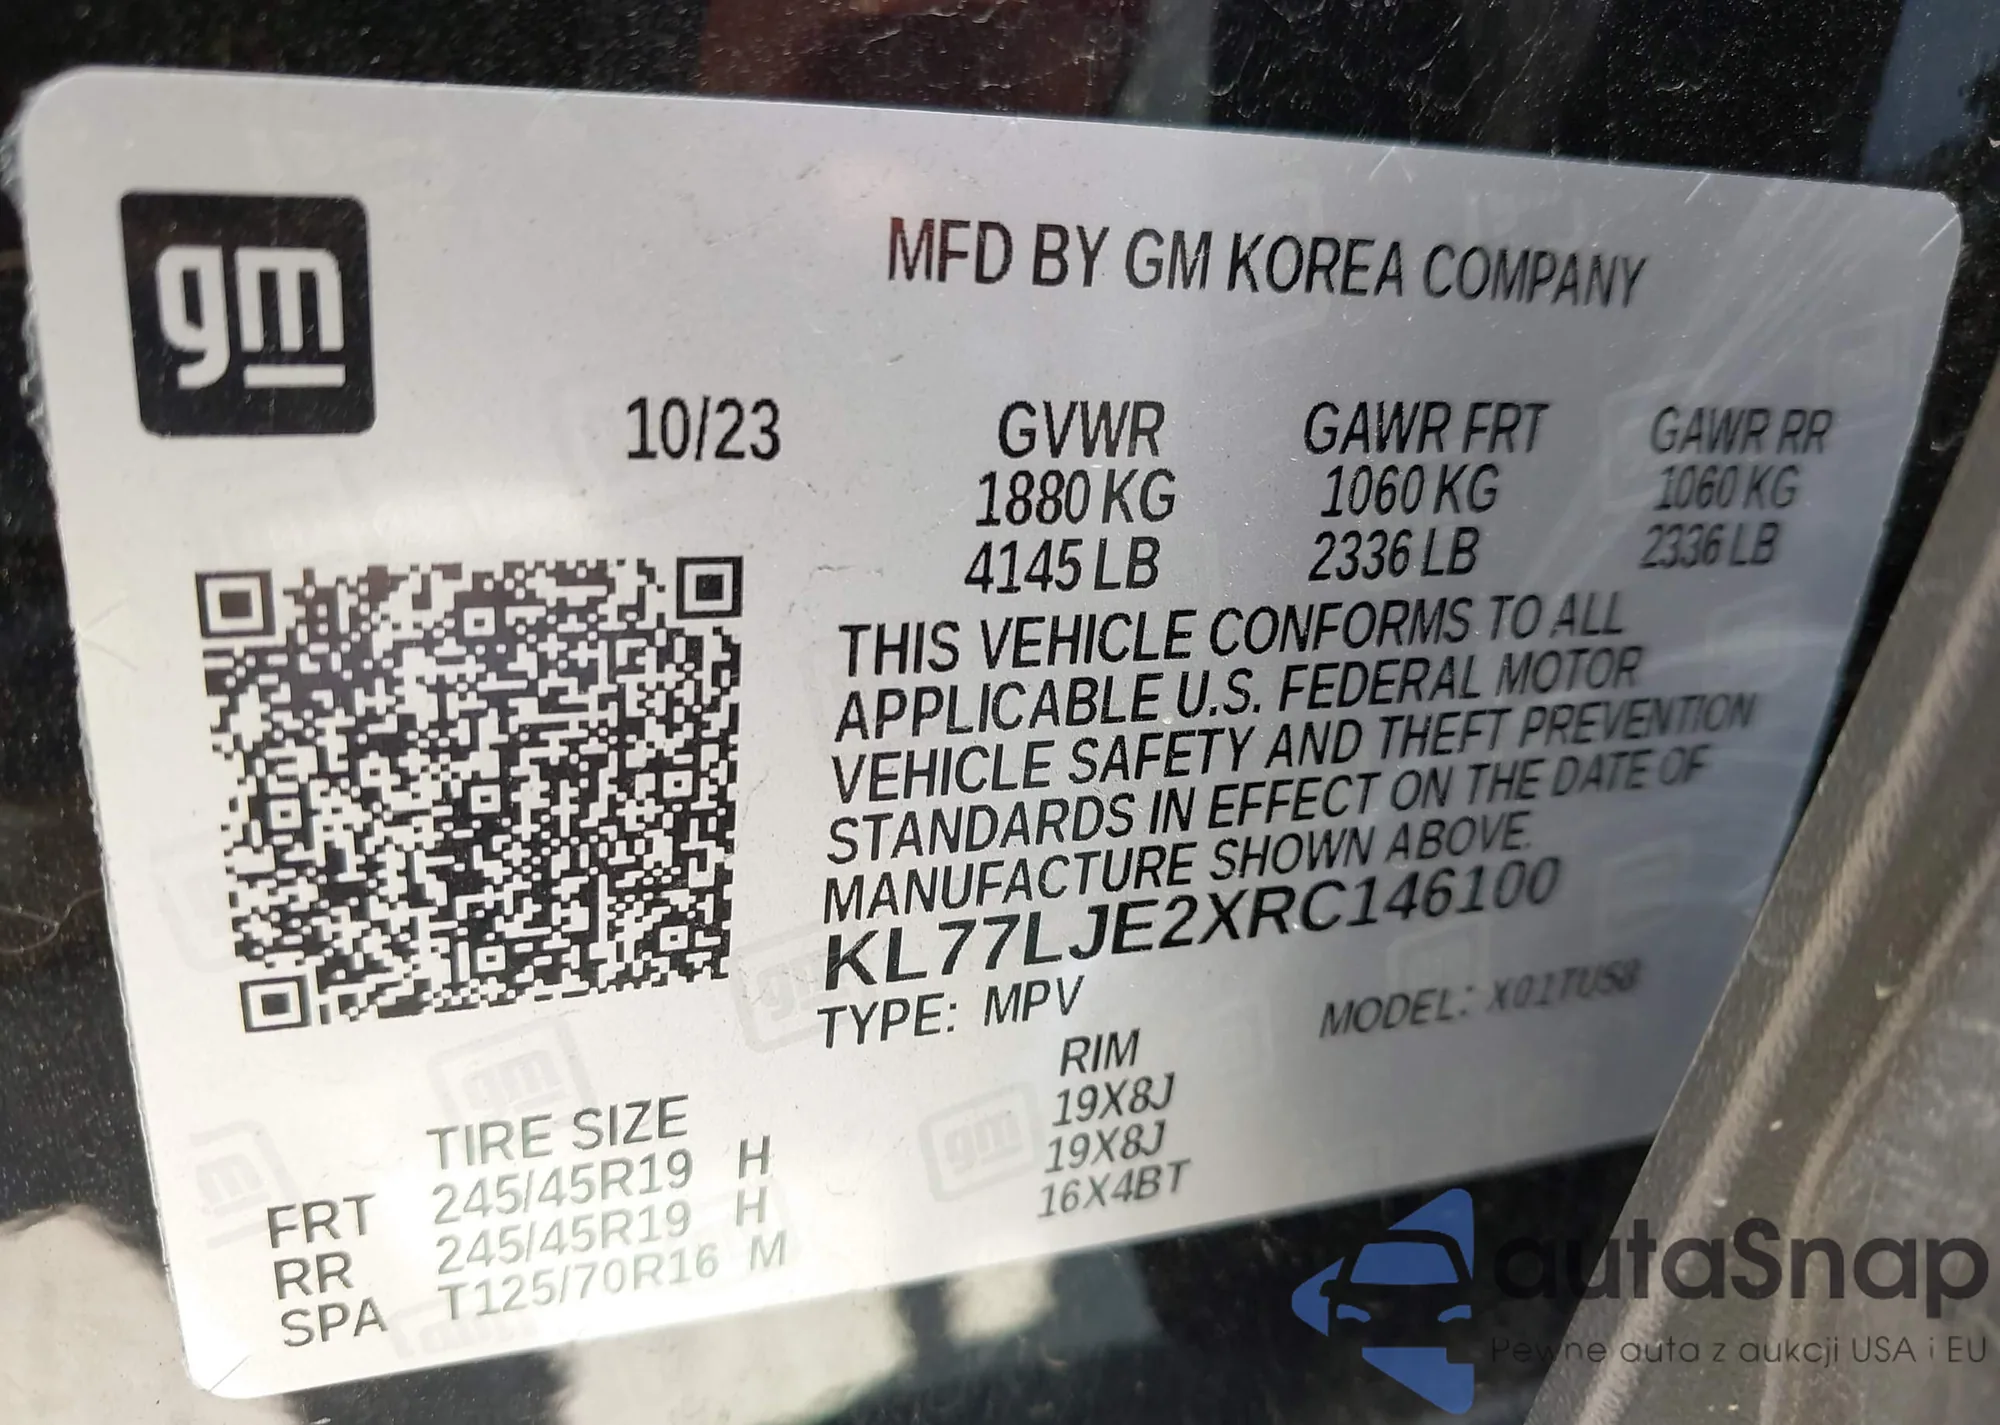 gm
MFD BY GM KOREA COMPANY
10/23 GVWR GAWR FRT GAWR RR
1880 KG 1060 KG 1060 KG
4145 LB 2336 LB 2336 LB
THIS VEHICLE CONFORMS TO ALL
APPLICABLE U.S. FEDERAL MOTOR
VEHICLE SAFETY AND THEFT PREVENTION
STANDARDS IN EFFECT ON THE DATE OF
MANUFACTURE SHOWN ABOVE.
KL77LJE2XRC146100
TYPE: MPV MODEL: X01TUS8
TIRE SIZE RIM
FRT 245/45R19 H 19X8J
RR 245/45R19 H 19X8J
SPA T125/70R16 M 16X4BT
autaSnap
Pewne auta z aukcji USA i EU